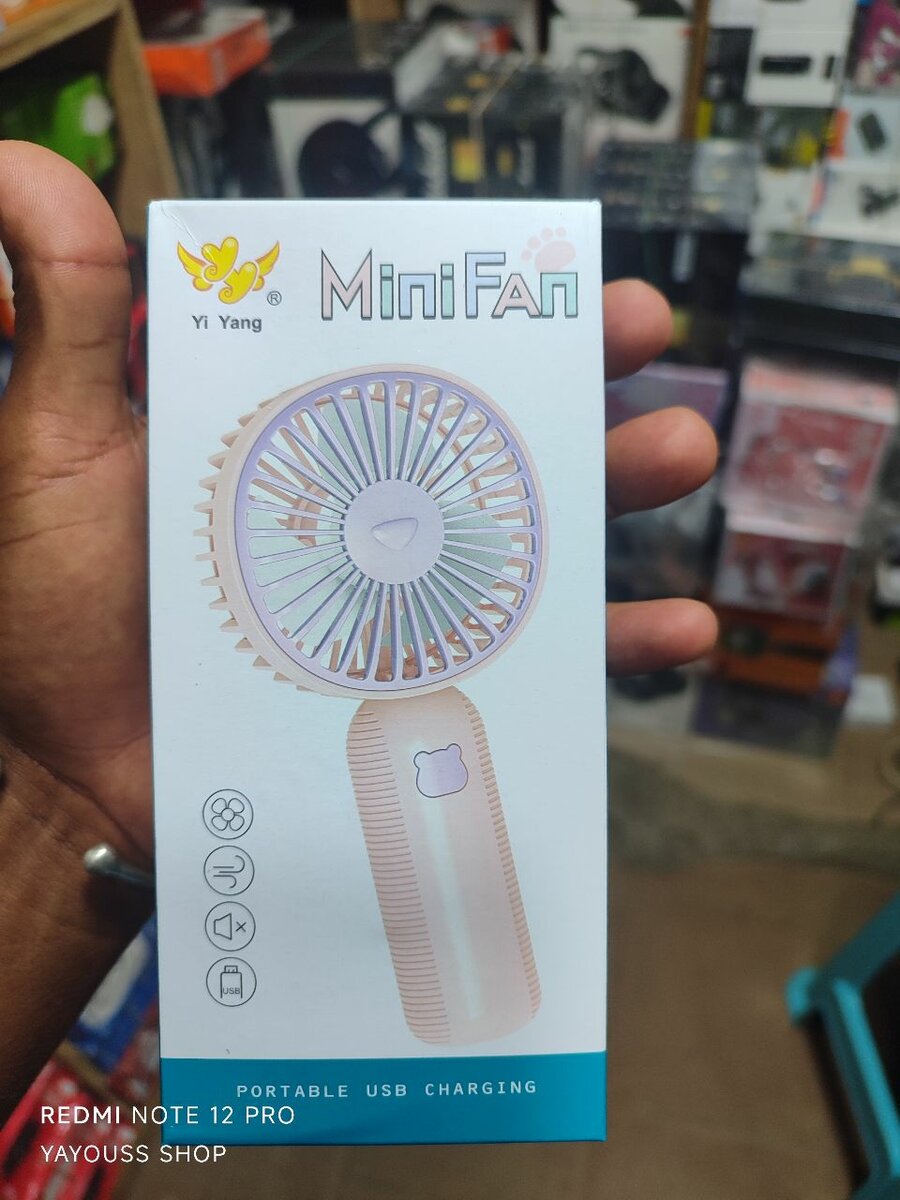 MiniFan
®
Yi Yang
USB
PORTABLE USB CHARGING
REDMI NOTE 12 PRO
YAYOUSS SHOP